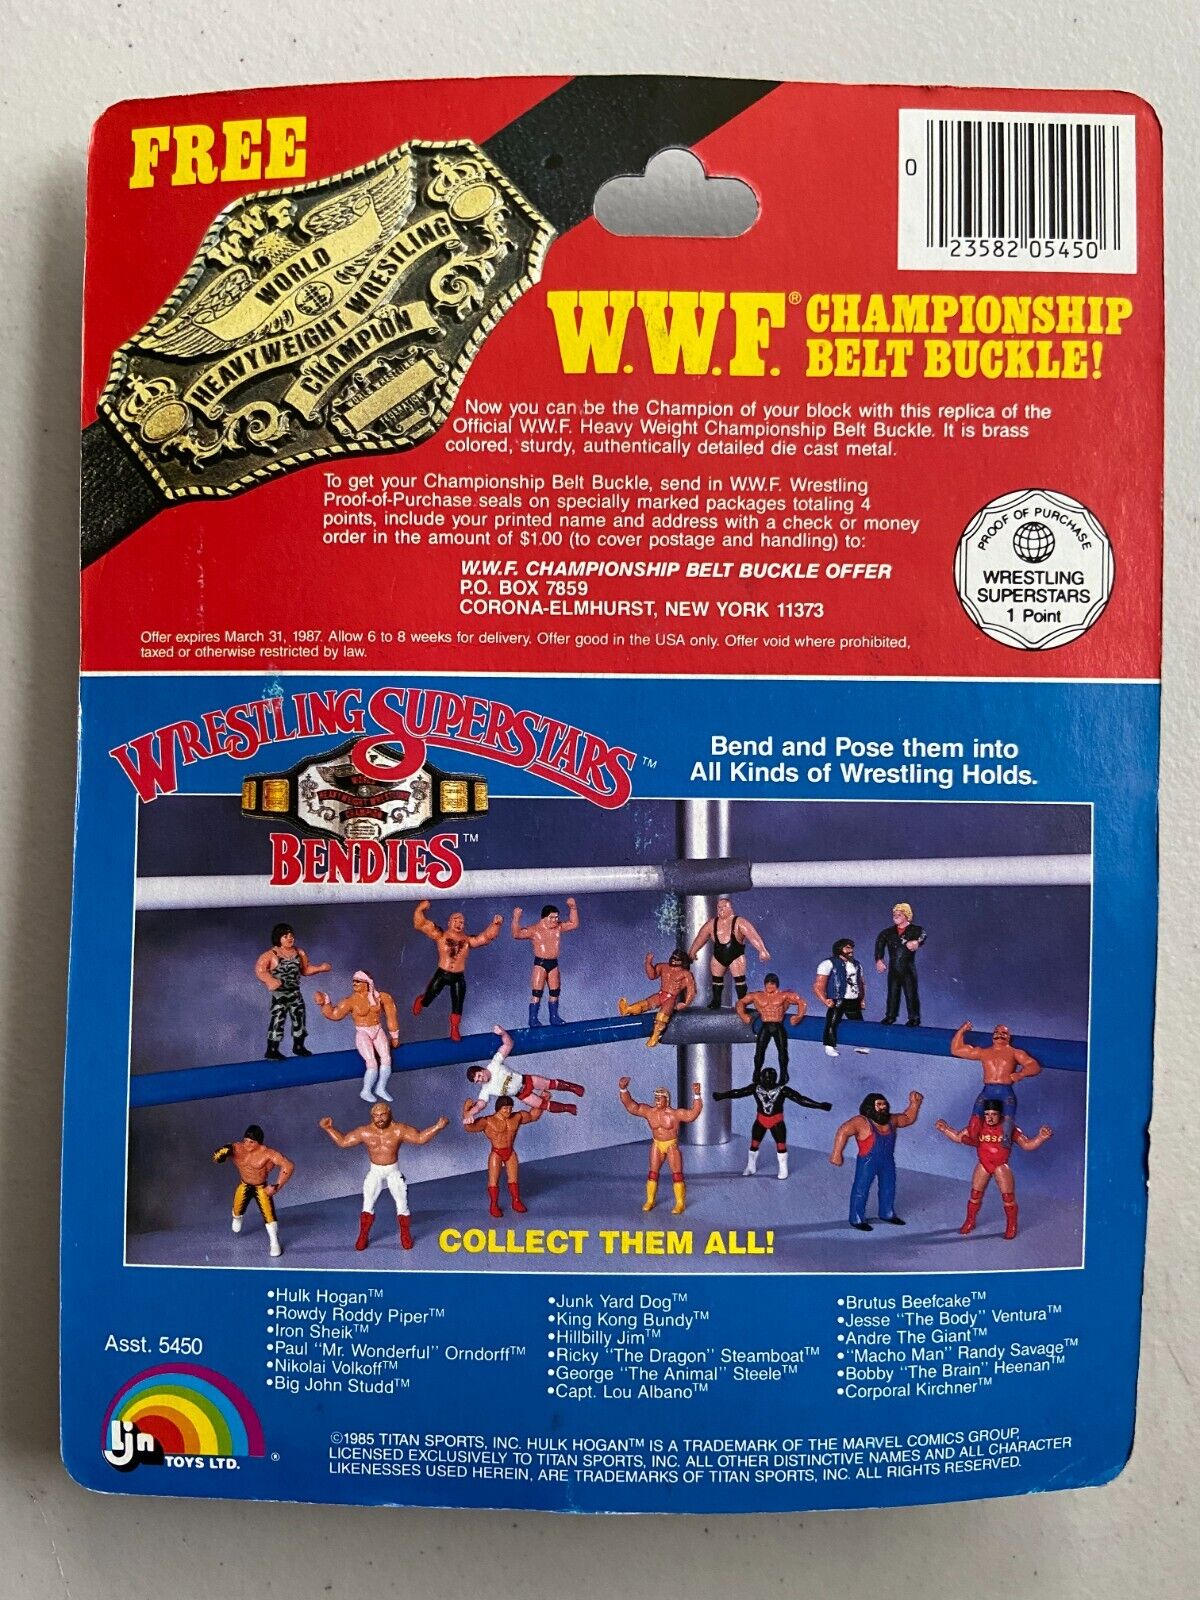 FREE
W.W.F.
WORLD
HEAVYWEIGHT WRESTLING
CHAMPION
0
23582 05450
W.W.F.® CHAMPIONSHIP
BELT BUCKLE!
Now you can be the Champion of your block with this replica of the
Official W.W.F. Heavy Weight Championship Belt Buckle. It is brass
colored, sturdy, authentically detailed die cast metal.
To get your Championship Belt Buckle, send in W.W.F. Wrestling
Proof-of-Purchase seals on specially marked packages totaling 4
points, include your printed name and address with a check or money
order in the amount of $1.00 (to cover postage and handling) to:
W.W.F. CHAMPIONSHIP BELT BUCKLE OFFER
P.O. BOX 7859
CORONA-ELMHURST, NEW YORK 11373
PROOF OF PURCHASE
WRESTLING
SUPERSTARS
1 Point
Offer expires March 31, 1987. Allow 6 to 8 weeks for delivery. Offer good in the USA only. Offer void where prohibited,
taxed or otherwise restricted by law.
WRESTLING SUPERSTARS™
HEAVYWEIGHT WRESTLING
CHAMPION
BENDIES™
Bend and Pose them into
All Kinds of Wrestling Holds.
USSR
COLLECT THEM ALL!
Asst. 5450
•Hulk Hogan™
•Rowdy Roddy Piper™
•Iron Sheik™
•Paul "Mr. Wonderful" Orndorff™
•Nikolai Volkoff™
•Big John Studd™
•Junk Yard Dog™
•King Kong Bundy™
•Hillbilly Jim™
•Ricky "The Dragon" Steamboat™
•George "The Animal" Steele™
•Capt. Lou Albano™
•Brutus Beefcake™
•Jesse "The Body" Ventura™
•Andre The Giant™
•"Macho Man" Randy Savage™
•Bobby "The Brain" Heenan™
•Corporal Kirchner™
ljn
TOYS LTD.
®
©1985 TITAN SPORTS, INC. HULK HOGAN™ IS A TRADEMARK OF THE MARVEL COMICS GROUP,
LICENSED EXCLUSIVELY TO TITAN SPORTS, INC. ALL OTHER DISTINCTIVE NAMES AND ALL CHARACTER
LIKENESSES USED HEREIN, ARE TRADEMARKS OF TITAN SPORTS, INC. ALL RIGHTS RESERVED.